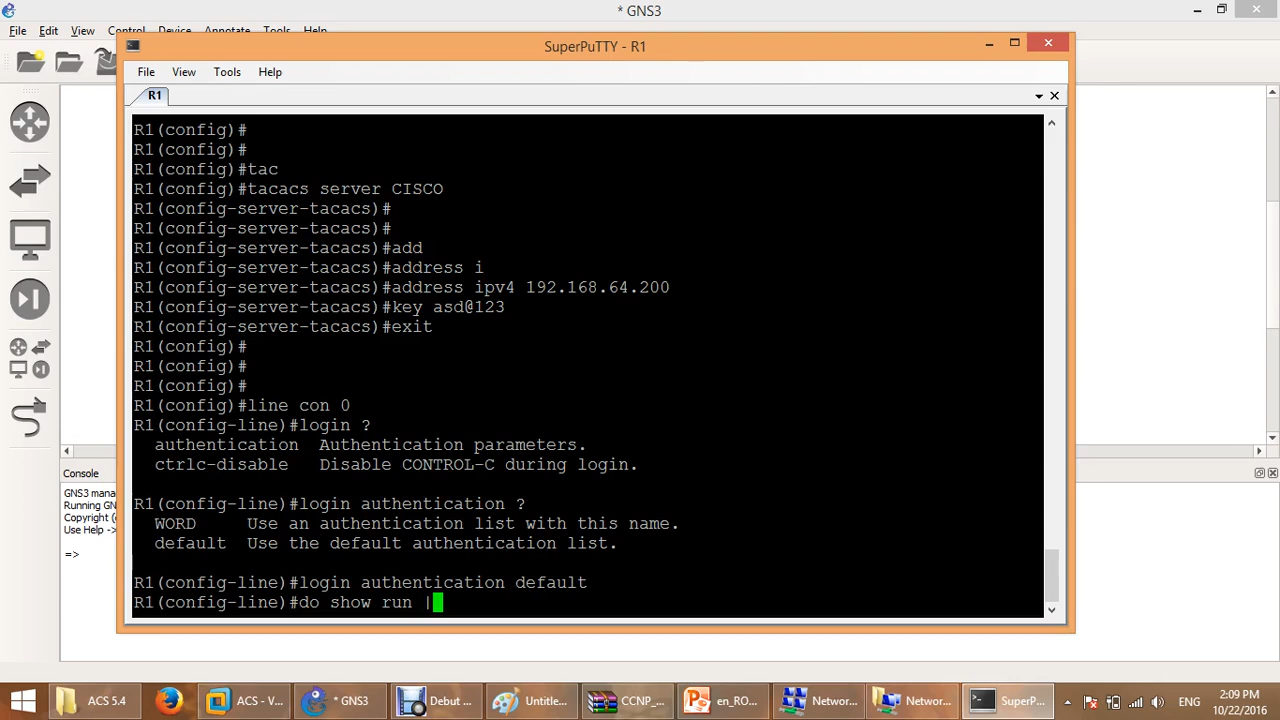 * GNS3
File Edit View Control Device Annotate Tools Help
SuperPuTTY - R1
File View Tools Help
R1
R1(config)#
R1(config)#
R1(config)#tac
R1(config)#tacacs server CISCO
R1(config-server-tacacs)#
R1(config-server-tacacs)#
R1(config-server-tacacs)#add
R1(config-server-tacacs)#address i
R1(config-server-tacacs)#address ipv4 192.168.64.200
R1(config-server-tacacs)#key asd@123
R1(config-server-tacacs)#exit
R1(config)#
R1(config)#
R1(config)#
R1(config)#line con 0
R1(config-line)#login ?
authentication Authentication parameters.
ctrlc-disable Disable CONTROL-C during login.
R1(config-line)#login authentication ?
WORD Use an authentication list with this name.
default Use the default authentication list.
R1(config-line)#login authentication default
R1(config-line)#do show run |
Console
GNS3 mana
Running GN
Copyright (c
Use Help ->
=>
ACS 5.4
ACS - V...
* GNS3
Debut ...
Untitle...
CCNP_...
en_RO...
Network...
Network...
SuperP...
ENG
2:09 PM
10/22/2016